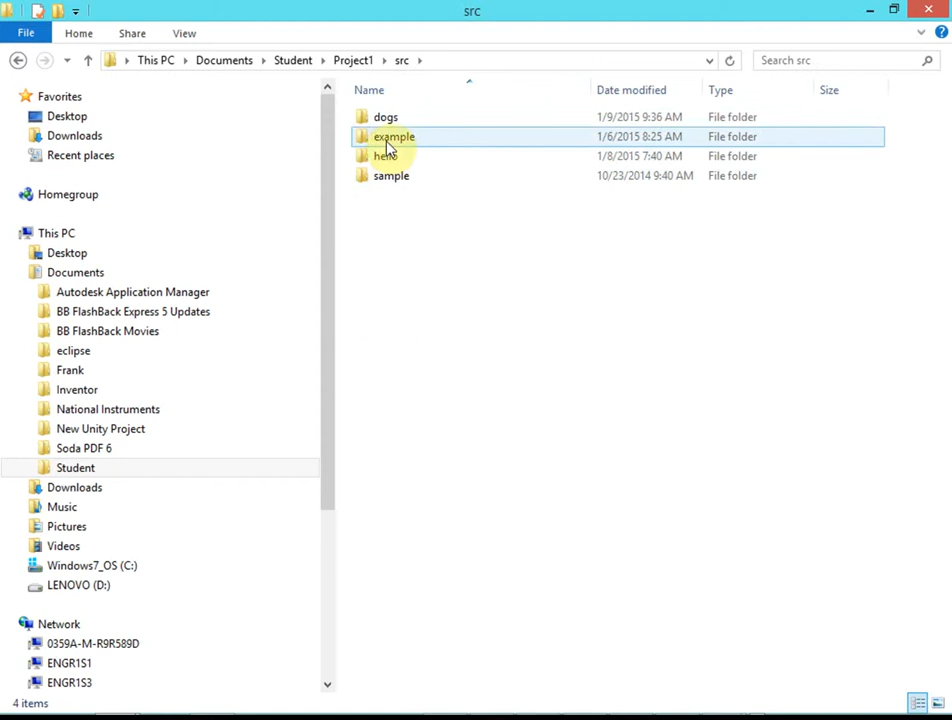 src
File Home Share View
This PC Documents Student Project1 src Search src
Name Date modified Type Size
dogs 1/9/2015 9:36 AM File folder
example 1/6/2015 8:25 AM File folder
hello 1/8/2015 7:40 AM File folder
sample 10/23/2014 9:40 AM File folder
Favorites
Desktop
Downloads
Recent places
Homegroup
This PC
Desktop
Documents
Autodesk Application Manager
BB FlashBack Express 5 Updates
BB FlashBack Movies
eclipse
Frank
Inventor
National Instruments
New Unity Project
Soda PDF 6
Student
Downloads
Music
Pictures
Videos
Windows7_OS (C:)
LENOVO (D:)
Network
0359A-M-R9R589D
ENGR1S1
ENGR1S3
4 items